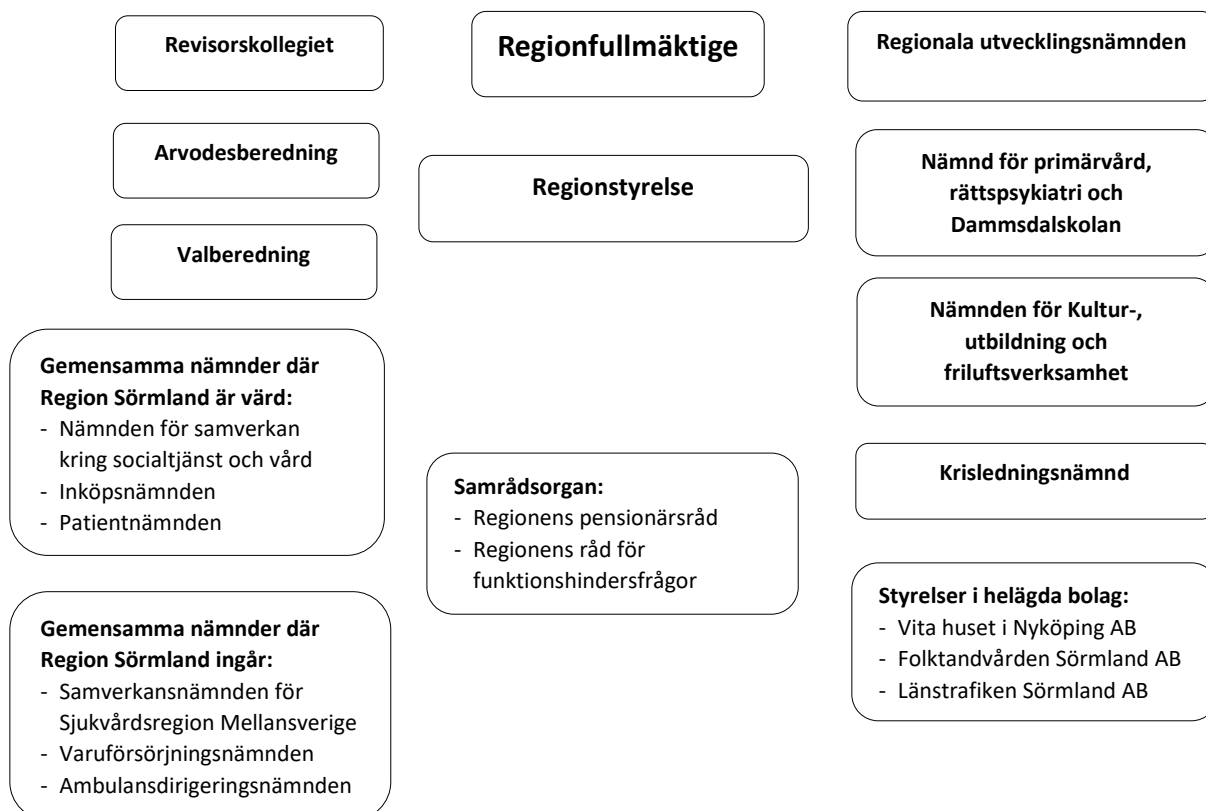 Revisorskollegiet
Regionfullmäktige
Regionala utvecklingsnämnden
Arvodesberedning
Regionstyrelse
Nämnd för primärvård,
rättspsykiatri och
Dammsdalskolan
Valberedning
Nämnden för Kultur-,
utbildning och
friluftsverksamhet
Gemensamma nämnder där
Region Sörmland är värd:
- Nämnden för samverkan
kring socialtjänst och vård
- Inköpsnämnden
- Patientnämnden
Samrådsorgan:
- Regionens pensionärsråd
- Regionens råd för
funktionshindersfrågor
Krisledningsnämnd
Gemensamma nämnder där
Region Sörmland ingår:
- Samverkansnämnden för
Sjukvårdsregion Mellansverige
- Varuförsörjningsnämnden
- Ambulansdirigeringsnämnden
Styrelser i helägda bolag:
- Vita huset i Nyköping AB
- Folktandvården Sörmland AB
- Länstrafiken Sörmland AB